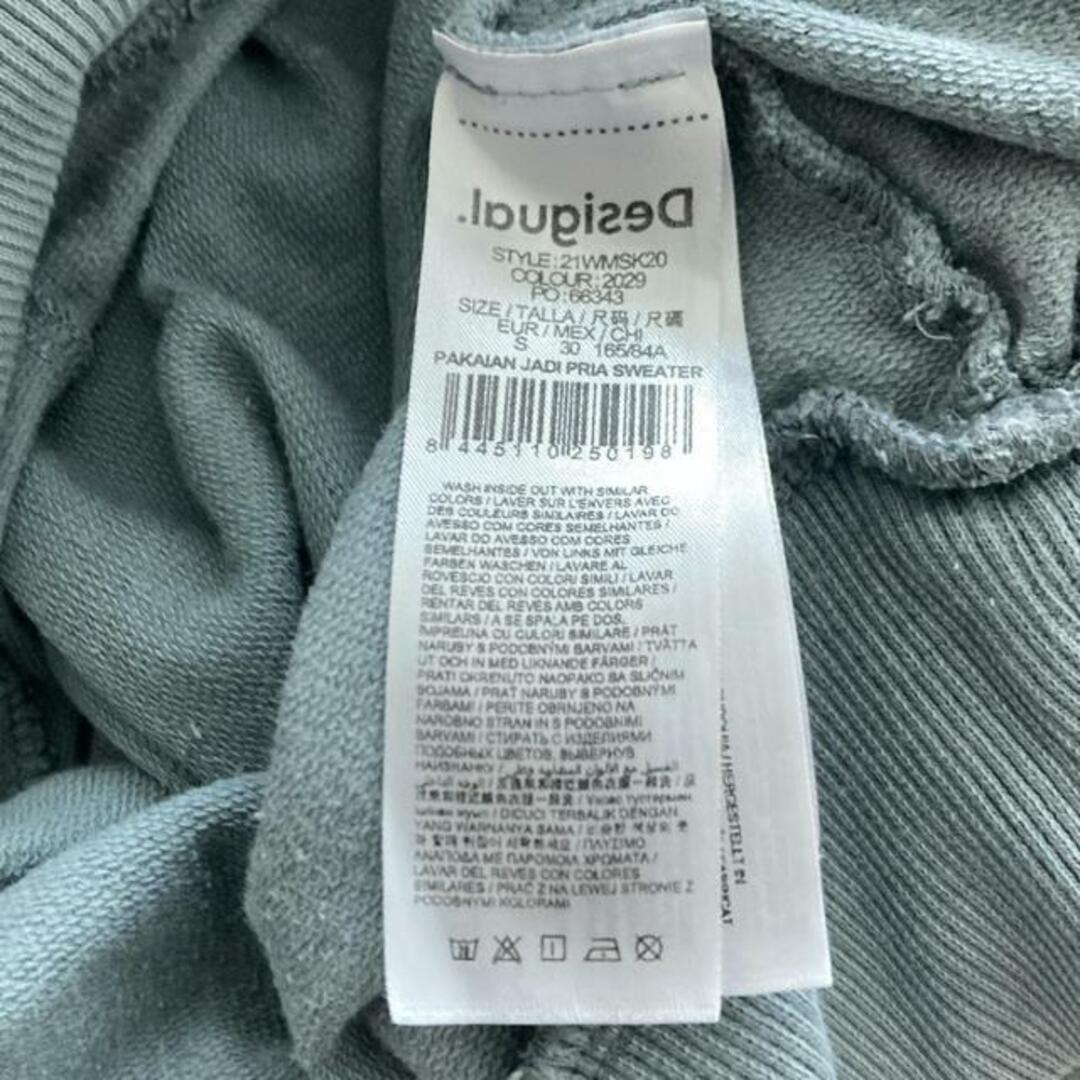 Desigual.
STYLE:21WMSK20
COLOUR:2029
PO:66343
SIZE / TALLA / 尺码 / 尺碼
EUR / MEX / CHI
S 30 165/84A
PAKAIAN JADI PRIA SWEATER
8 445110 250198
WASH INSIDE OUT WITH SIMILAR
COLORS / LAVER SUR L'ENVERS AVEC
DES COULEURS SIMILAIRES / LAVAR DO
AVESSO COM CORES SEMELHANTES /
LAVAR DO AVESSO COM CORES
SEMELHANTES / VON LINKS MIT GLEICHE
FARBEN WASCHEN / LAVARE AL
ROVESCIO CON COLORI SIMILI / LAVAR
DEL REVES CON COLORES SIMILARES /
RENTAR DEL REVES AMB COLORS
SIMILARS / A SE SPALA PE DOS,
IMPREUNA CU CULORI SIMILARE / PRÁT
NARUBY S PODOBNÝMI BARVAMI / TVÄTTA
UT OCH IN MED LIKNANDE FÄRGER /
PRATI OKRENUTO NAOPAKO SA SLIČNIM
BOJAMA / PRAT NARUBY S PODOBNÝMI
FARBAMI / PERITE OBRNJENO NA
NAROBNO STRAN IN S PODOBNIMI
BARVAMI / СТИРАТЬ С ИЗДЕЛИЯМИ
ПОДОБНЫХ ЦВЕТОВ, ВЫВЕРНУВ
НАИЗНАНКУ /
DICUCI TERBALIK DENGAN
YANG WARNANYA SAMA /
/ ΠΛΥΣΙΜΟ
ΑΝΑΠΟΔΑ ΜΕ ΠΑΡΟΜΟΙΑ ΧΡΩΜΑΤΑ /
LAVAR DEL REVES CON COLORES
SIMILARES / PRAĆ Z NA LEWEJ STRONIE Z
PODOBNYMI KOLORAMI